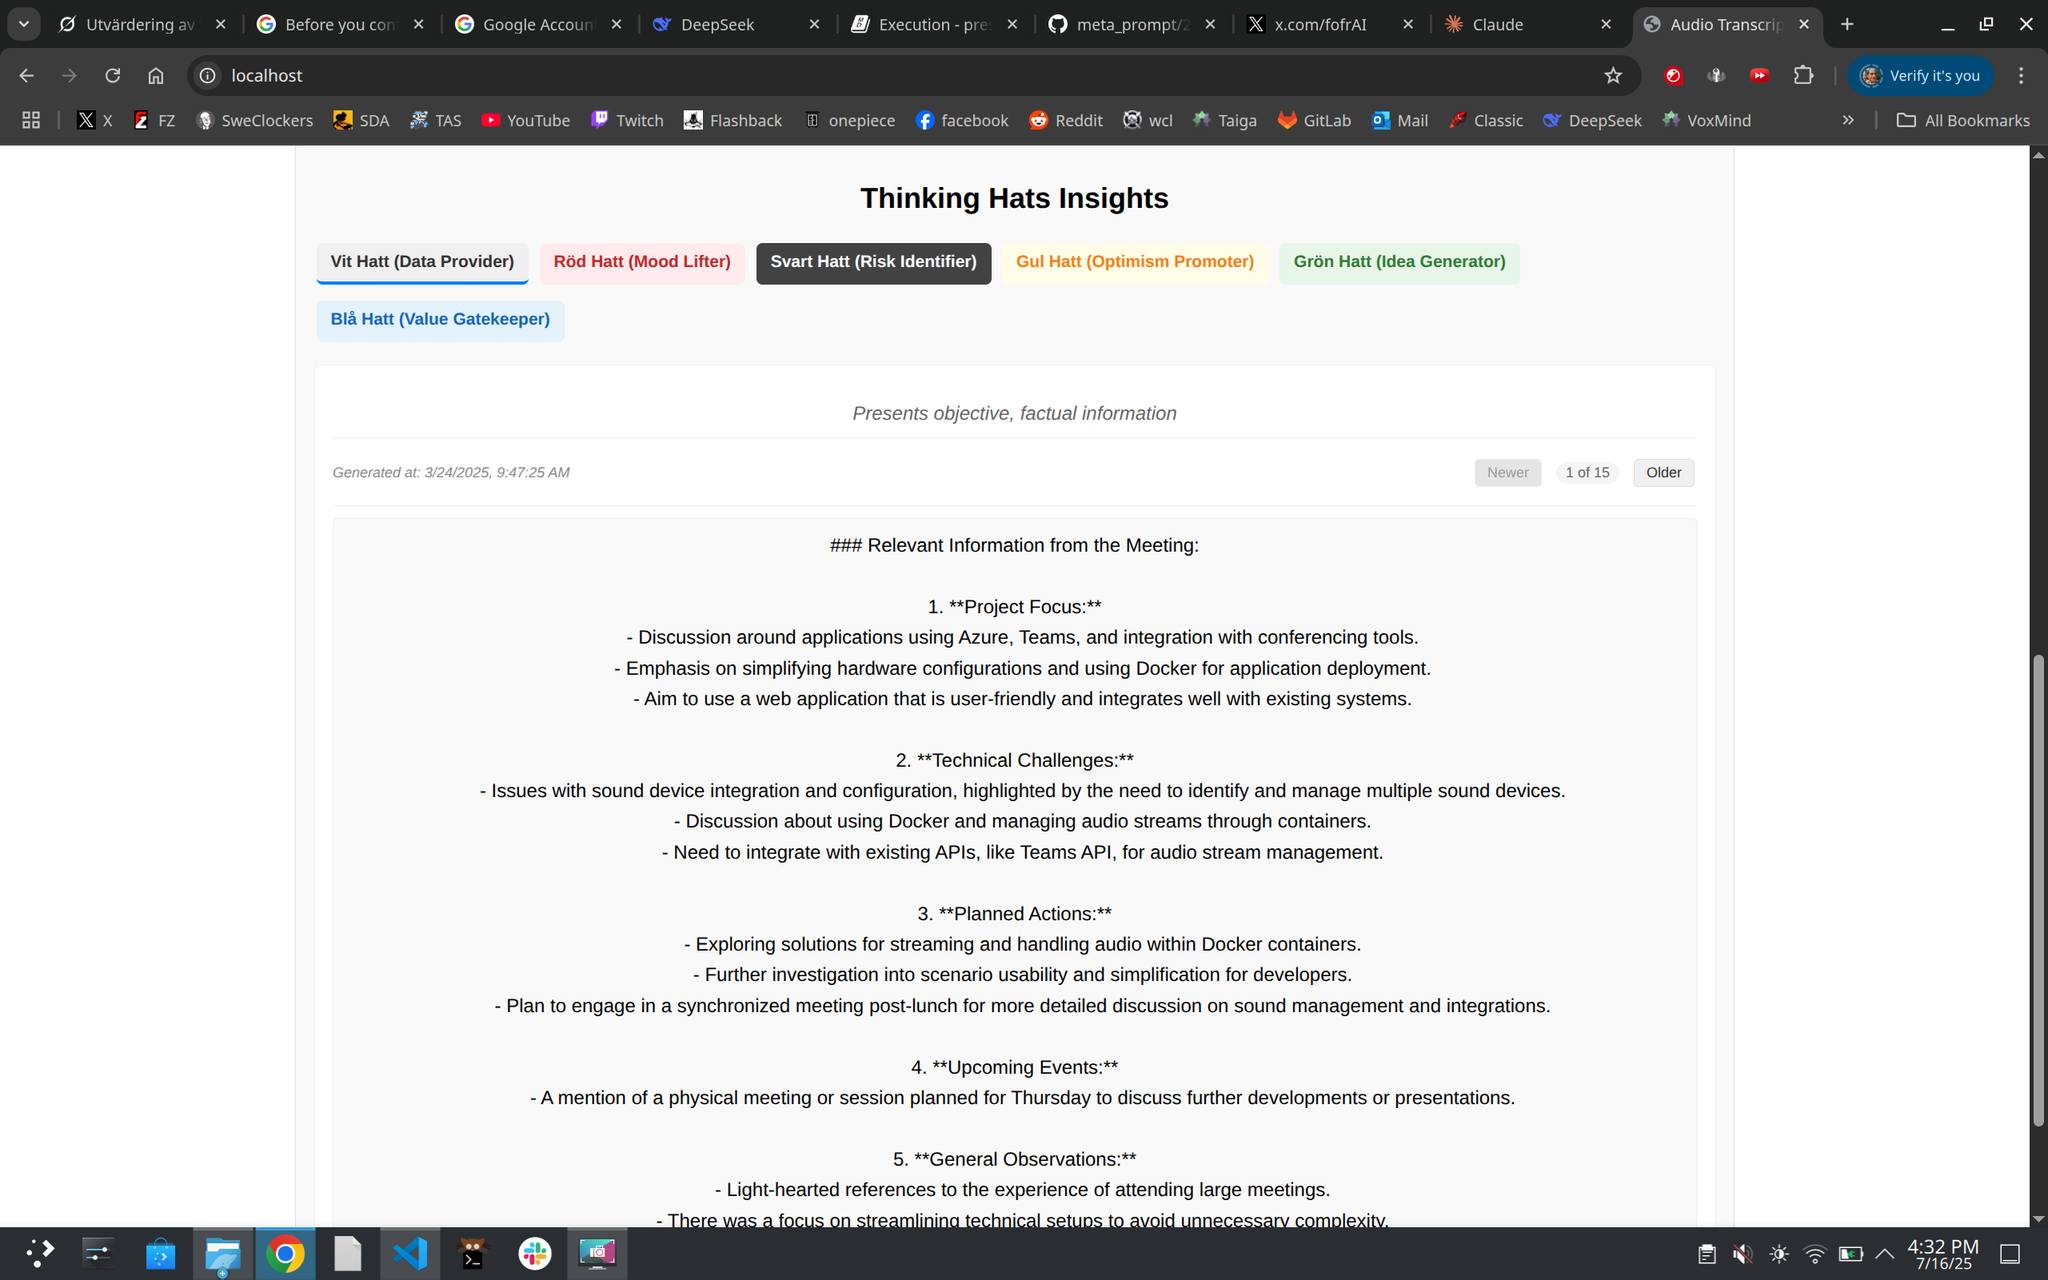 Utvärdering av
Before you con
Google Accoun
DeepSeek
Execution - pre
meta_prompt/2
x.com/fofrAI
Claude
Audio Transcrip
localhost
Verify it's you
X
FZ
SweClockers
SDA
TAS
YouTube
Twitch
Flashback
onepiece
facebook
Reddit
wcl
Taiga
GitLab
Mail
Classic
DeepSeek
VoxMind
All Bookmarks
Thinking Hats Insights
Vit Hatt (Data Provider)
Röd Hatt (Mood Lifter)
Svart Hatt (Risk Identifier)
Gul Hatt (Optimism Promoter)
Grön Hatt (Idea Generator)
Blå Hatt (Value Gatekeeper)
Presents objective, factual information
Generated at: 3/24/2025, 9:47:25 AM
Newer
1 of 15
Older
### Relevant Information from the Meeting:
1. **Project Focus:**
- Discussion around applications using Azure, Teams, and integration with conferencing tools.
- Emphasis on simplifying hardware configurations and using Docker for application deployment.
- Aim to use a web application that is user-friendly and integrates well with existing systems.
2. **Technical Challenges:**
- Issues with sound device integration and configuration, highlighted by the need to identify and manage multiple sound devices.
- Discussion about using Docker and managing audio streams through containers.
- Need to integrate with existing APIs, like Teams API, for audio stream management.
3. **Planned Actions:**
- Exploring solutions for streaming and handling audio within Docker containers.
- Further investigation into scenario usability and simplification for developers.
- Plan to engage in a synchronized meeting post-lunch for more detailed discussion on sound management and integrations.
4. **Upcoming Events:**
- A mention of a physical meeting or session planned for Thursday to discuss further developments or presentations.
5. **General Observations:**
- Light-hearted references to the experience of attending large meetings.
- There was a focus on streamlining technical setups to avoid unnecessary complexity.
4:32 PM
7/16/25